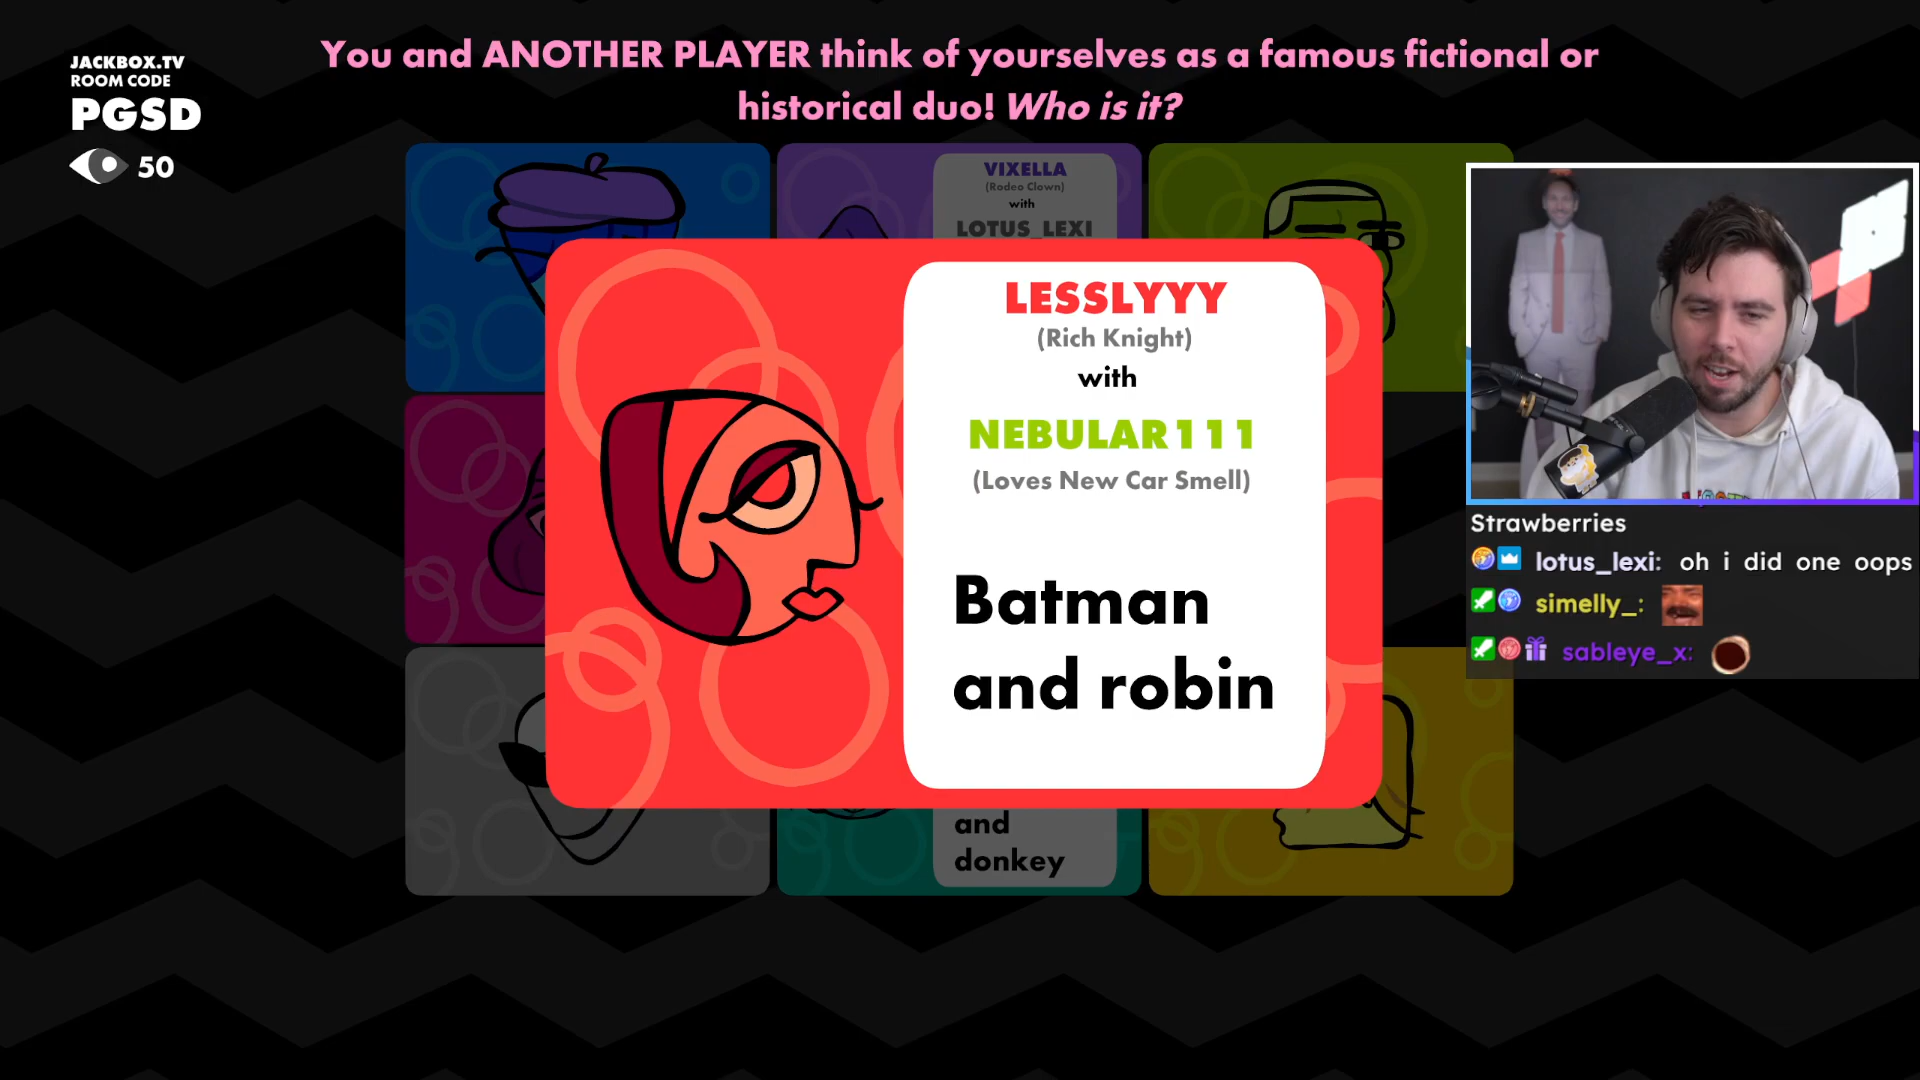 JACKBOX.TV
ROOM CODE
PGSD
50
You and ANOTHER PLAYER think of yourselves as a famous fictional or
historical duo! Who is it?
VIXELLA
(Rodeo Clown)
with
LOTUS_LEXI
LESSLYYY
(Rich Knight)
with
NEBULAR111
(Loves New Car Smell)
Batman
and robin
and
donkey
Strawberries
lotus_lexi: oh i did one oops
simelly_:
sableye_x: